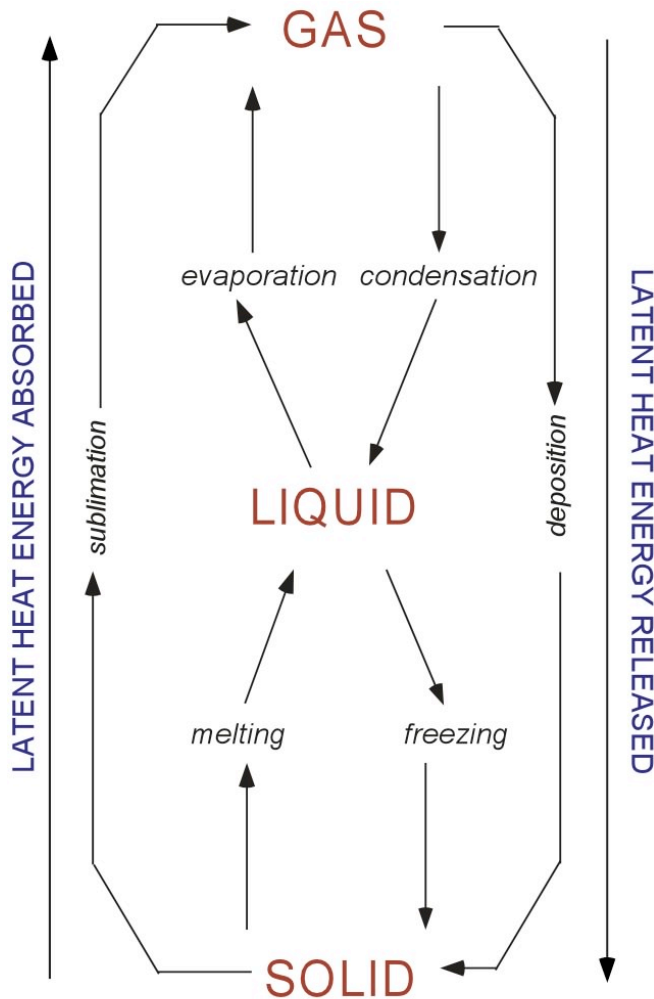 GAS
evaporation
condensation
LATENT HEAT ENERGY ABSORBED
sublimation
LIQUID
deposition
LATENT HEAT ENERGY RELEASED
melting
freezing
SOLID